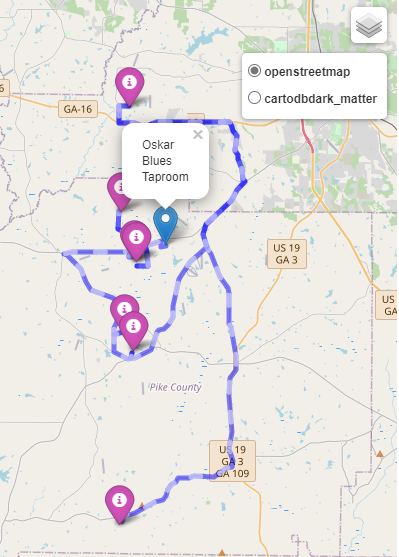 openstreetmap
cartodbdark_matter
6
GA-16
Oskar
Blues
Taproom
×
US 19
GA 3
US
GA
Pike County
US 19
GA 3
GA 109